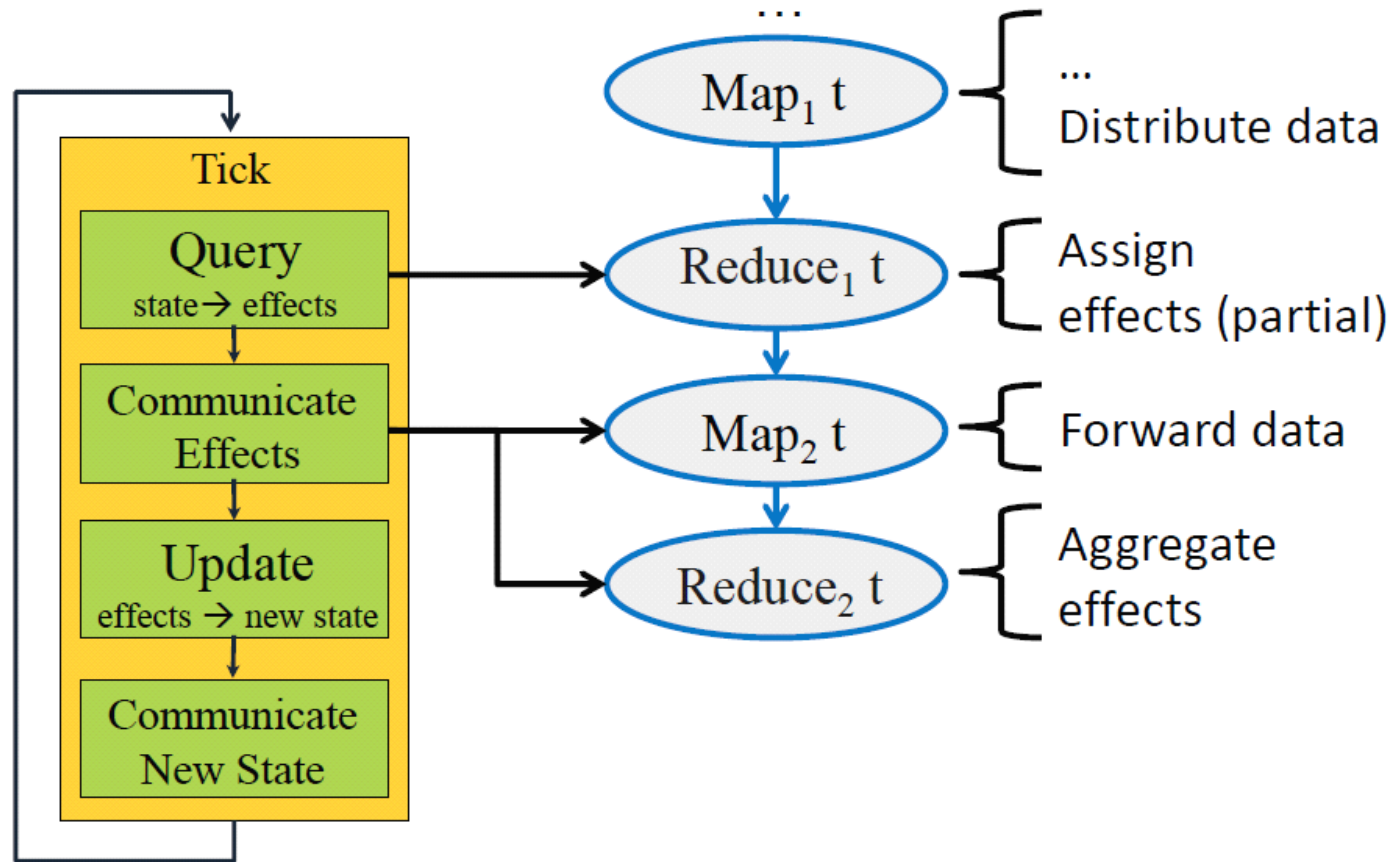 Tick
Query
state → effects
Communicate
Effects
Update
effects → new state
Communicate
New State
...
Map₁ t
Reduce₁ t
Map₂ t
Reduce₂ t
...
Distribute data
Assign
effects (partial)
Forward data
Aggregate
effects